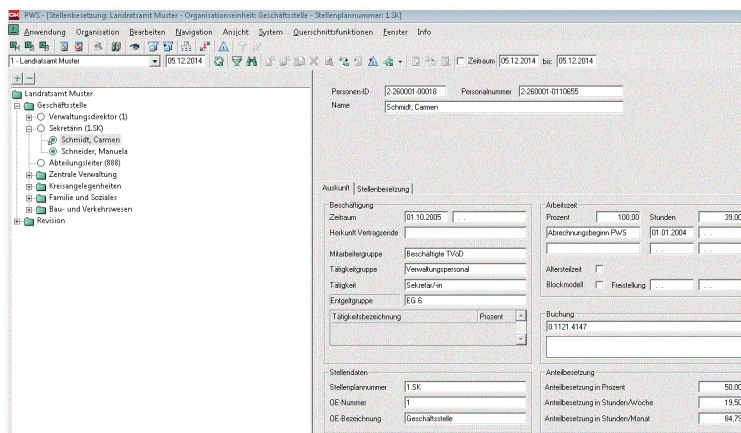 PWS - [Stellenbesetzung: Landratsamt Muster - Organisationseinheit: Geschäftsstelle - Stellenplannummer: 1.SK]
Anwendung Organisation Bearbeiten Navigation Ansicht System Querschnittsfunktionen Fenster Info
1 - Landratsamt Muster 05.12.2014 Zeitraum 05.12.2014 bis: 05.12.2014
Landratsamt Muster
Geschäftsstelle
Verwaltungsdirektor (1)
Sekretärin (1.SK)
Schmidt, Carmen
Schneider, Manuela
Abteilungsleiter (888)
Zentrale Verwaltung
Kreisangelegenheiten
Familie und Soziales
Bau- und Verkehrswesen
Revision
Personen-ID 2-260001-00018 Personalnummer 2-260001-0110655
Name Schmidt, Carmen
Auskunft Stellenbesetzung
Beschäftigung
Zeitraum 01.10.2005 . .
Herkunft Vertragsende
Mitarbeitergruppe Beschäftigte TVöD
Tätigkeitgruppe Verwaltungspersonal
Tätigkeit Sekretär/-in
Entgeltgruppe EG 6
Tätigkeitsbezeichnung Prozent
Arbeitszeit
Prozent 100,00 Stunden 39,00
Abrechnungsbeginn PWS 01.01.2004 . .
. . . .
Altersteilzeit
Blockmodell Freistellung . . . .
Buchung
0.1121.4147
Stellendaten
Stellenplannummer 1.SK
OE-Nummer 1
OE-Bezeichnung Geschäftsstelle
Anteilbesetzung
Anteilbesetzung in Prozent 50,00
Anteilbesetzung in Stunden/Woche 19,50
Anteilbesetzung in Stunden/Monat 84,79